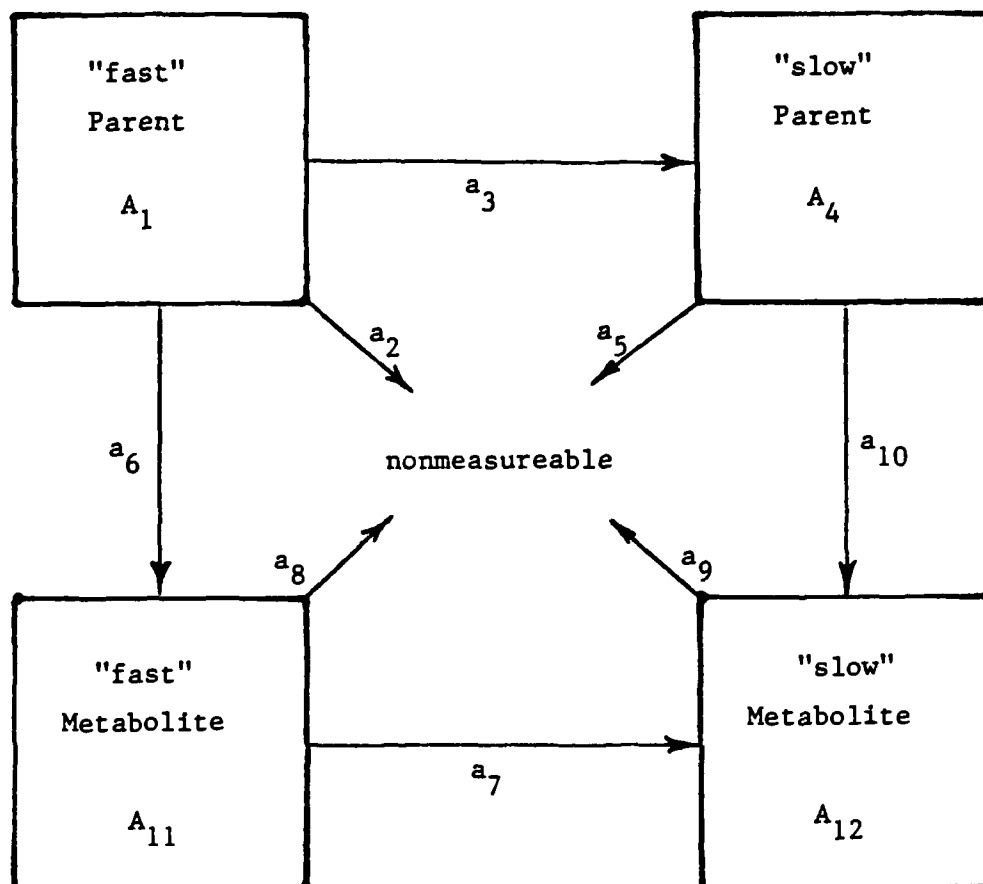 "fast"
Parent
A₁
"slow"
Parent
A₄
a₃
a₂
a₅
a₆
nonmeasureable
a₁₀
a₈
a₉
"fast"
Metabolite
A₁₁
"slow"
Metabolite
A₁₂
a₇